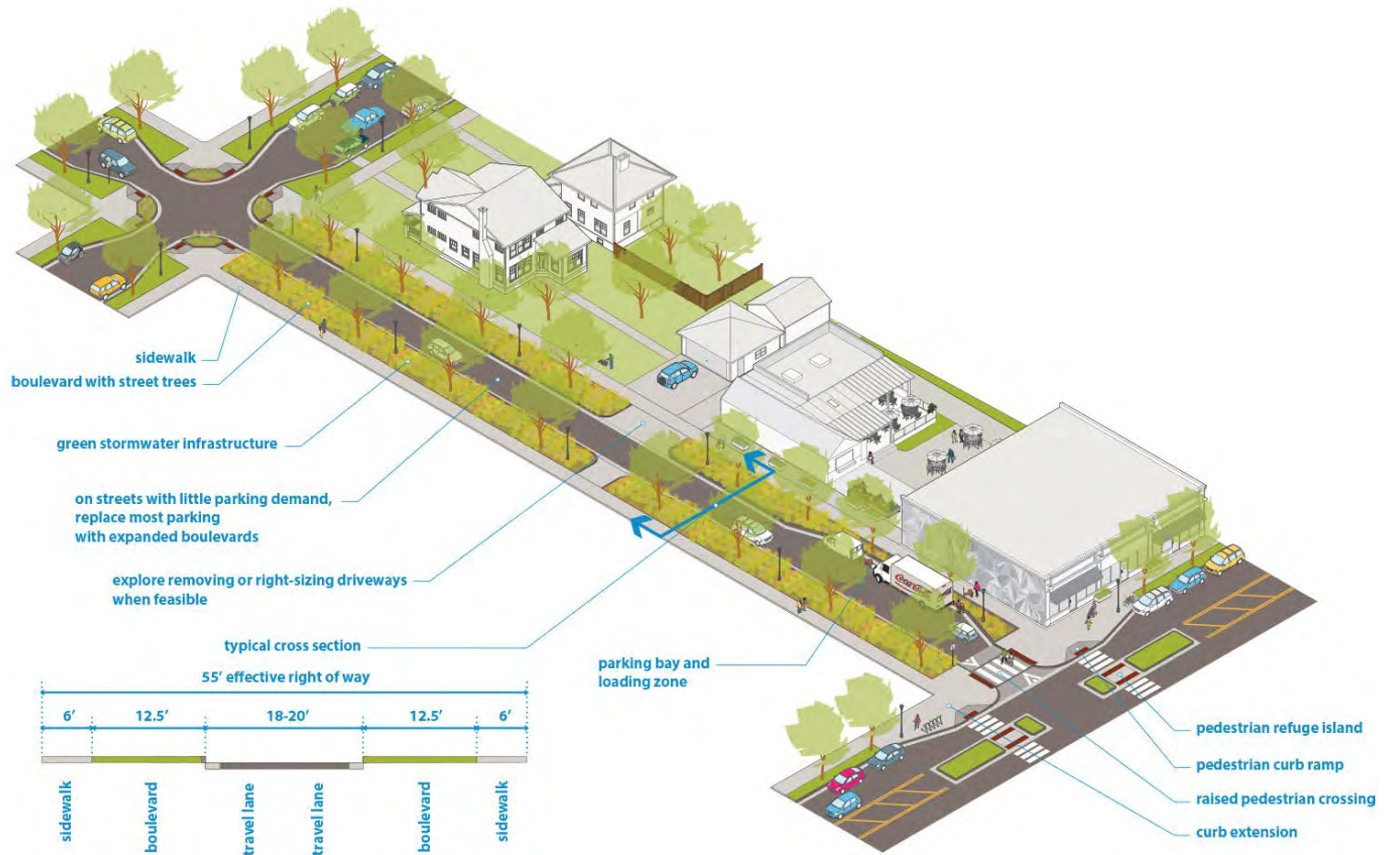 sidewalk
boulevard with street trees
green stormwater infrastructure
on streets with little parking demand,
replace most parking
with expanded boulevards
explore removing or right-sizing driveways
when feasible
typical cross section
parking bay and
loading zone
pedestrian refuge island
pedestrian curb ramp
raised pedestrian crossing
curb extension
55′ effective right of way
6′ 12.5′ 18-20′ 12.5′ 6′
sidewalk
boulevard
travel lane
travel lane
boulevard
sidewalk